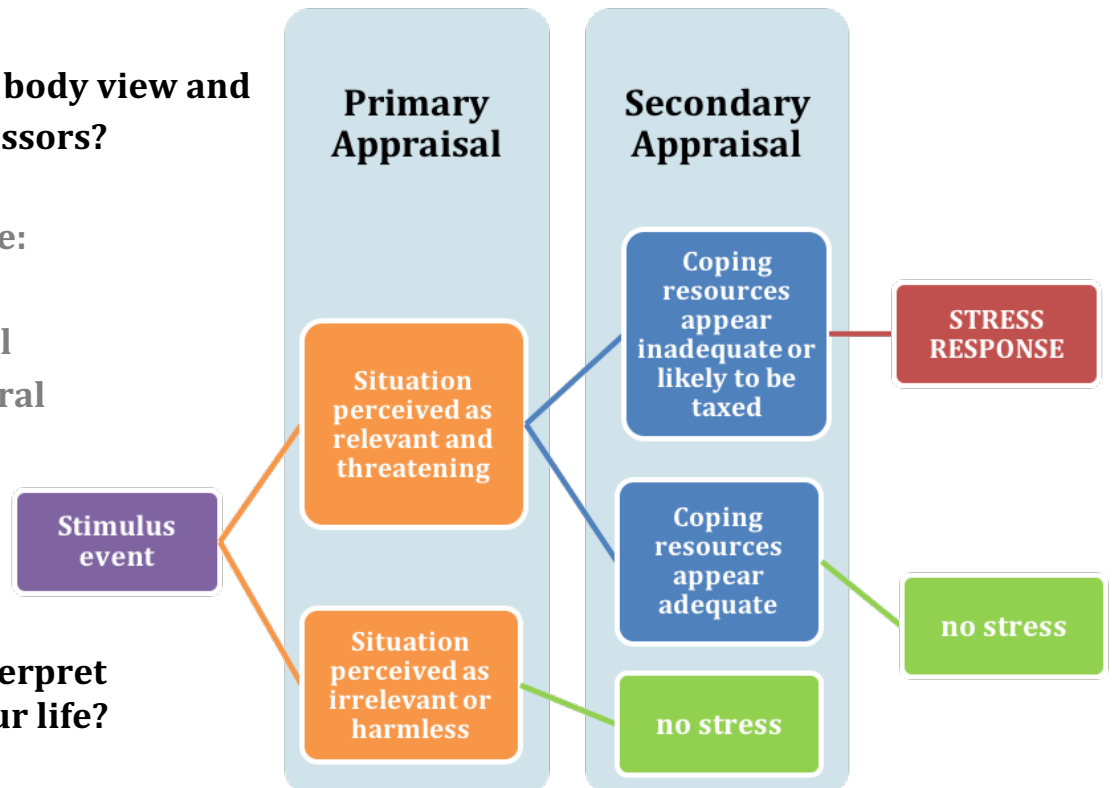 body view and
ssors?
e:
l
ral
erpret
ur life?
Primary
Appraisal
Secondary
Appraisal
Stimulus
event
Situation
perceived as
relevant and
threatening
Situation
perceived as
irrelevant or
harmless
Coping
resources
appear
inadequate or
likely to be
taxed
Coping
resources
appear
adequate
no stress
STRESS
RESPONSE
no stress